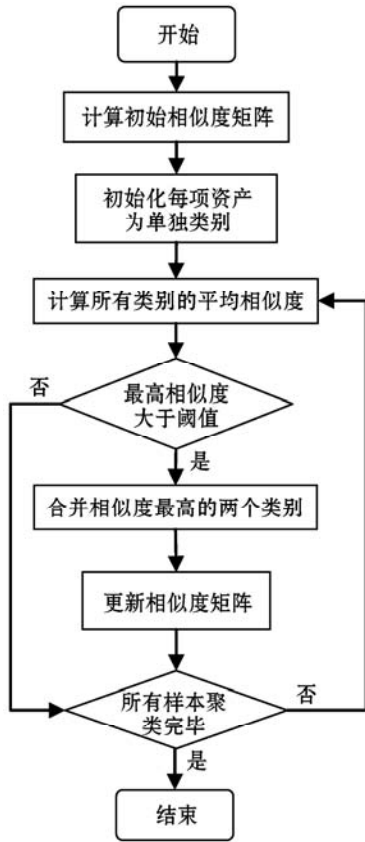 开始
计算初始相似度矩阵
初始化每项资产
为单独类别
计算所有类别的平均相似度
否
最高相似度
大于阈值
是
合并相似度最高的两个类别
更新相似度矩阵
所有样本聚
类完毕
否
是
结束